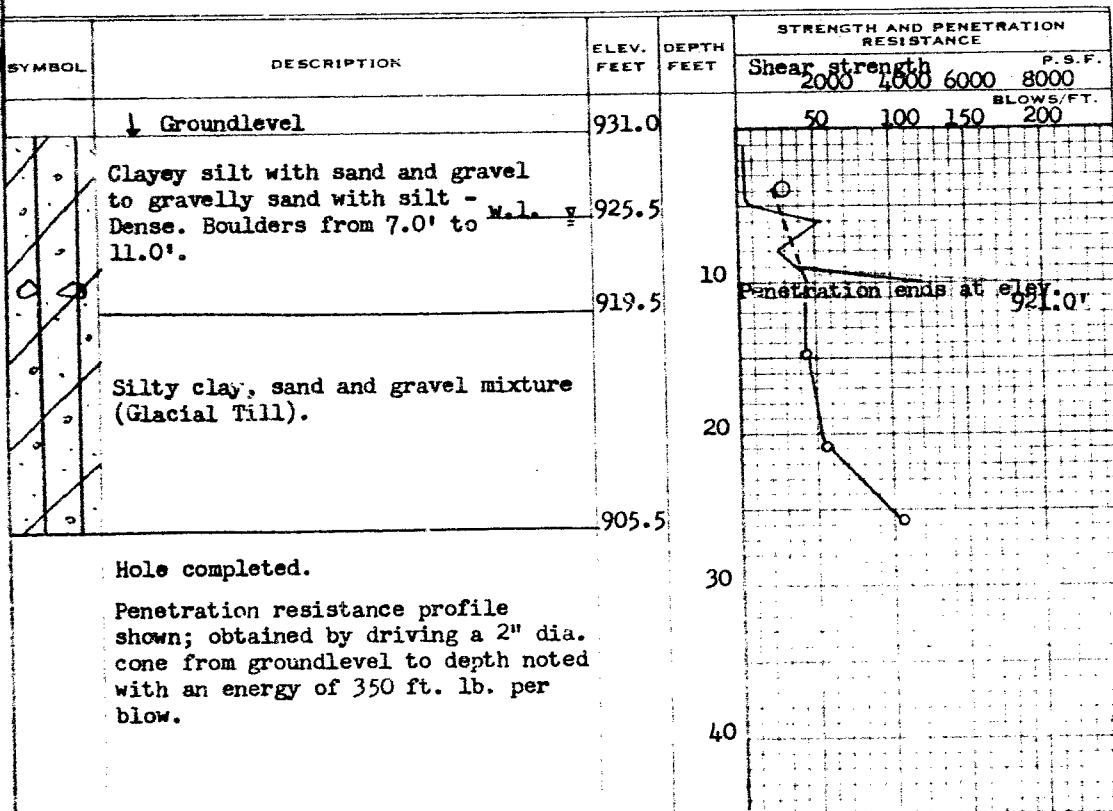 STRENGTH AND PENETRATION
RESISTANCE
SYMBOL DESCRIPTION ELEV. FEET DEPTH FEET
Shear strength P.S.F.
2000 4000 6000 8000
BLOWS/FT.
50 100 150 200
↓ Groundlevel 931.0
Clayey silt with sand and gravel
to gravelly sand with silt -
Dense. Boulders from 7.0' to w.l. 925.5
11.0'.
10
Penetration ends at elev.
921.0'
919.5
Silty clay, sand and gravel mixture
(Glacial Till).
20
905.5
Hole completed.
30
Penetration resistance profile
shown; obtained by driving a 2" dia.
cone from groundlevel to depth noted
with an energy of 350 ft. lb. per
blow.
40